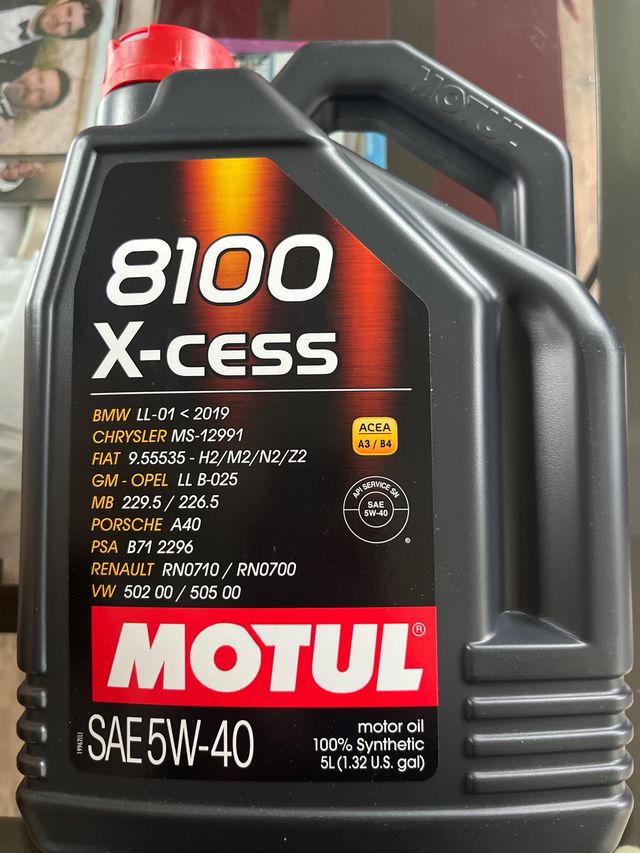 MOTUL
8100
X-cess
BMW LL-01 < 2019
CHRYSLER MS-12991
FIAT 9.55535 - H2/M2/N2/Z2
GM - OPEL LL B-025
MB 229.5 / 226.5
PORSCHE A40
PSA B71 2296
RENAULT RN0710 / RN0700
VW 502 00 / 505 00
ACEA
A3 / B4
API SERVICE SN
SAE
5W-40
®
MOTUL®
SAE 5W-40
motor oil
100% Synthetic
5L (1.32 U.S. gal)